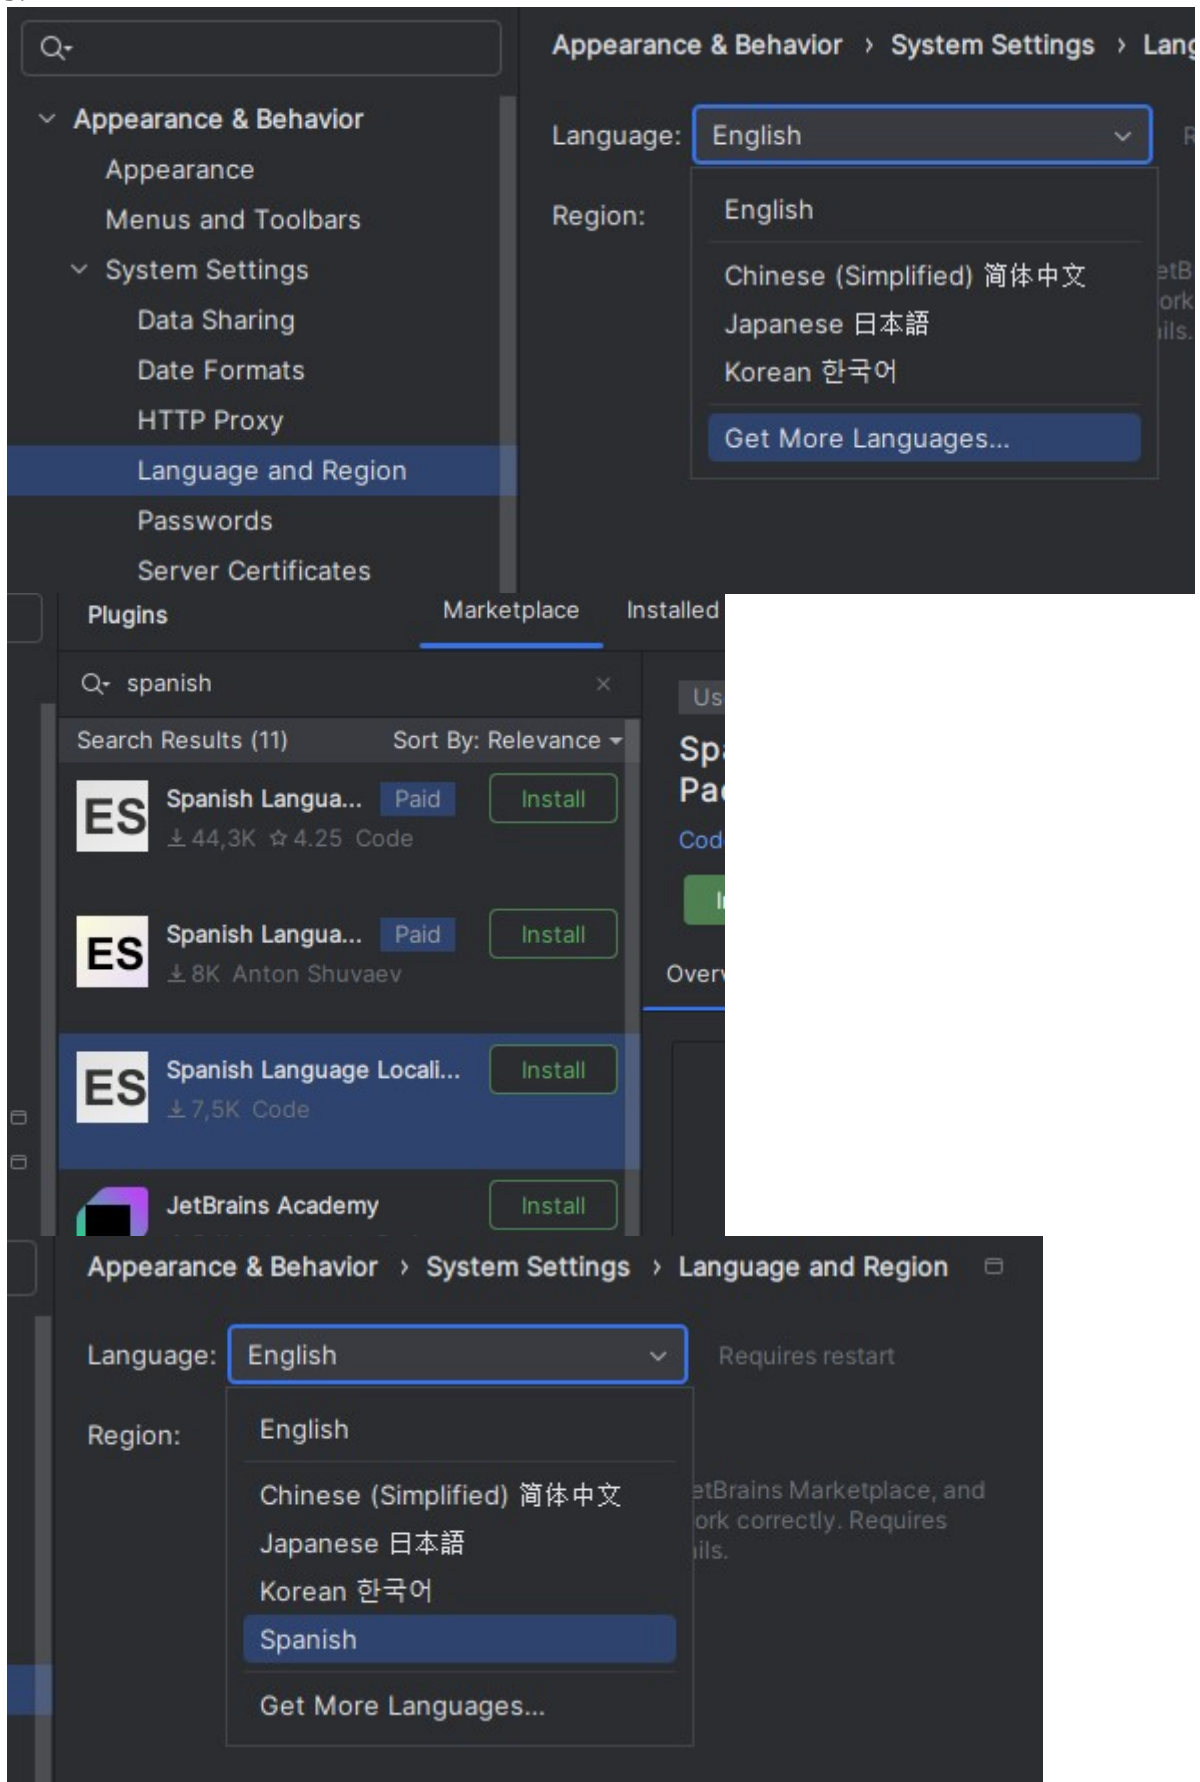 Appearance & Behavior › System Settings ›
Appearance & Behavior
Appearance
Menus and Toolbars
System Settings
Data Sharing
Date Formats
HTTP Proxy
Language and Region
Passwords
Server Certificates
Language: English
Region:
English
Chinese (Simplified) 简体中文
Japanese 日本語
Korean 한국어
Get More Languages...
Plugins Marketplace Installed
spanish
Search Results (11) Sort By: Relevance
ES Spanish Langua... Paid Install
44,3K 4.25 Code
ES Spanish Langua... Paid Install
8K Anton Shuvaev
ES Spanish Language Locali... Install
7,5K Code
JetBrains Academy Install
Appearance & Behavior › System Settings › Language and Region
Language: English Requires restart
Region:
English
Chinese (Simplified) 简体中文
Japanese 日本語
Korean 한국어
Spanish
Get More Languages...
Marketplace, and
correctly. Requires